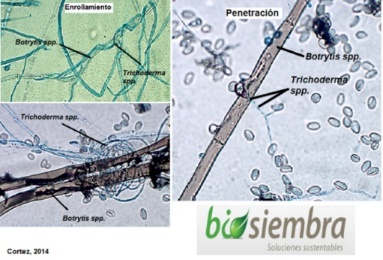 Enrollamiento
Botrytis spp.
Trichoderma
spp.
Penetración
Botrytis spp.
Trichoderma
spp.
Trichoderma spp.
Botrytis spp.
biosiembra
Soluciones sustentables
Cortez, 2014